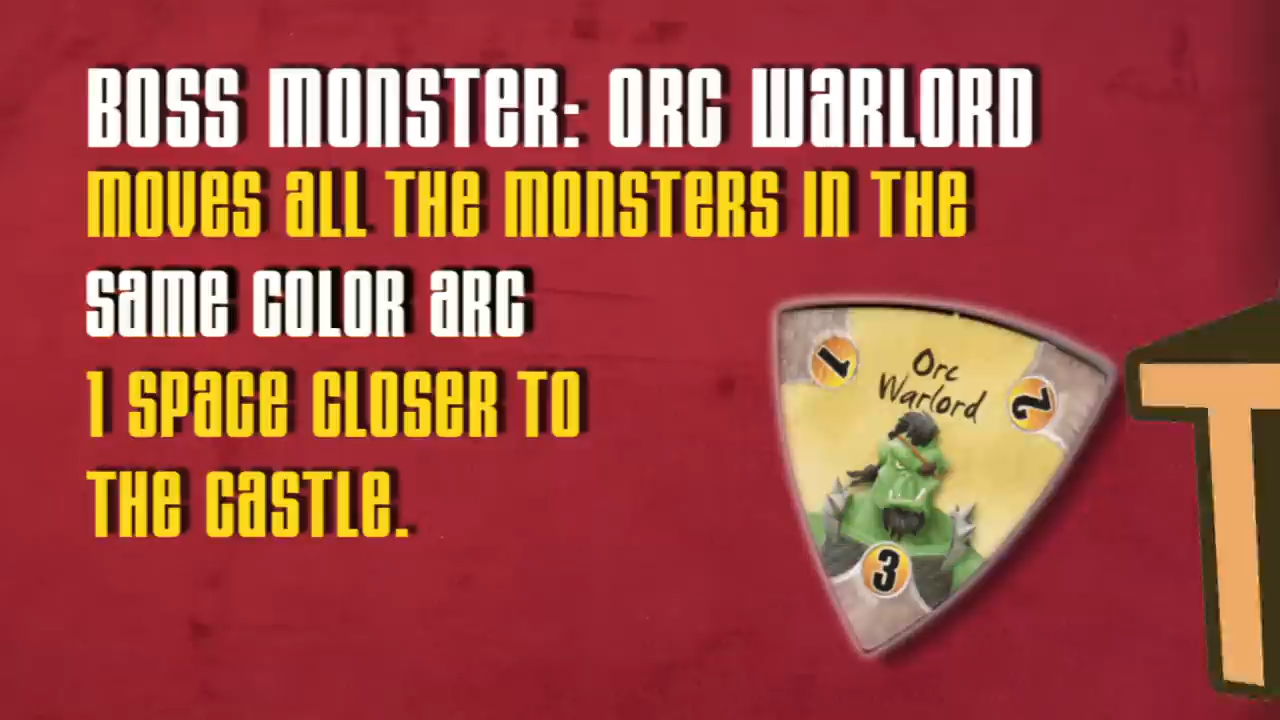 BOSS MONSTER: ORC WARLORD
MOVES ALL THE MONSTERS IN THE
SAME COLOR ARC
1 SPACE CLOSER TO
THE CASTLE.
1
Orc
Warlord
2
3
T